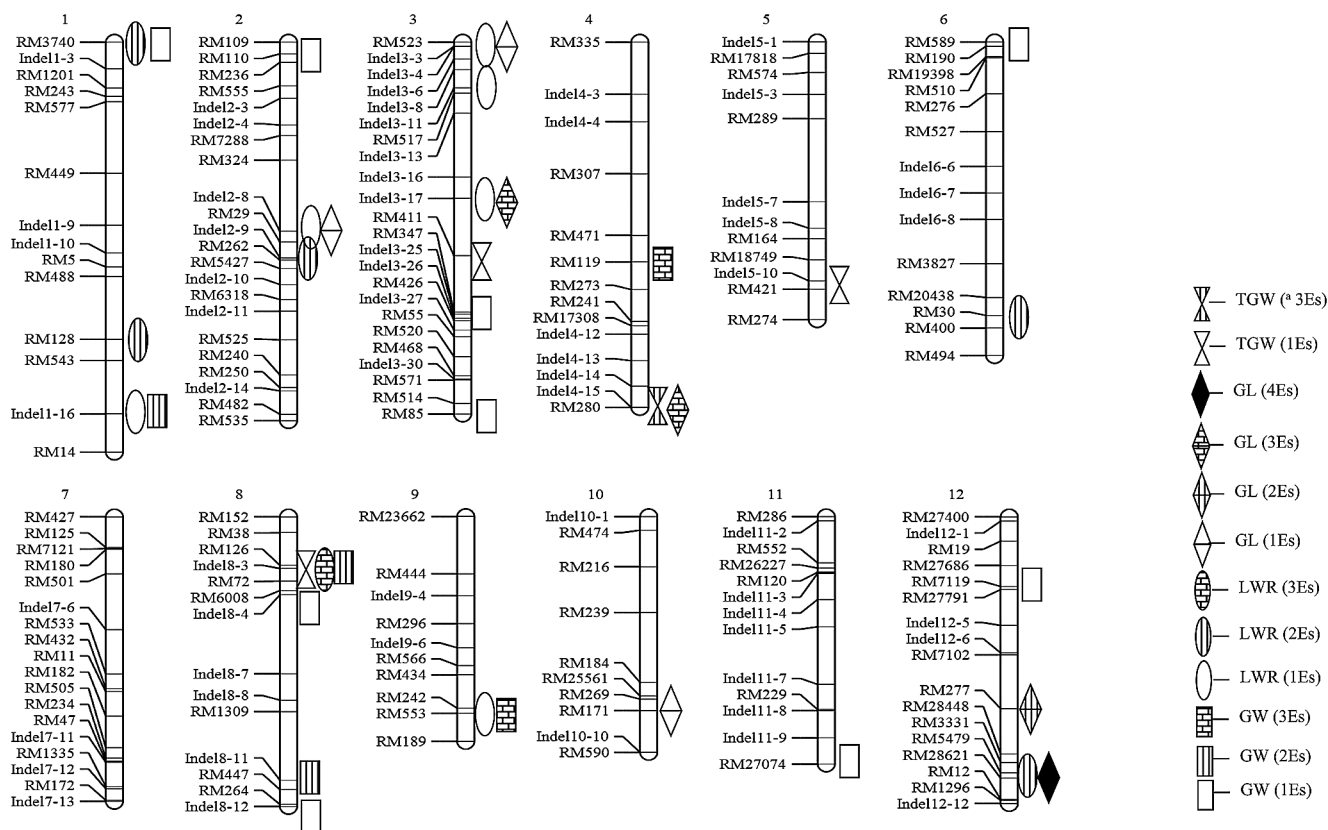 1
RM3740
Indel1-3
RM1201
RM243
RM577
RM449
Indel1-9
Indel1-10
RM5
RM488
RM128
RM543
Indel1-16
RM14
2
RM109
RM110
RM236
RM555
Indel2-3
Indel2-4
RM7288
RM324
Indel2-8
RM29
Indel2-9
RM262
RM5427
Indel2-10
RM6318
Indel2-11
RM525
RM240
RM250
Indel2-14
RM482
RM535
3
RM523
Indel3-3
Indel3-4
Indel3-6
Indel3-8
Indel3-11
RM517
Indel3-13
Indel3-16
Indel3-17
RM411
RM347
Indel3-25
Indel3-26
RM426
Indel3-27
RM55
RM520
RM468
Indel3-30
RM571
RM514
RM85
4
RM335
Indel4-3
Indel4-4
RM307
RM471
RM119
RM273
RM241
RM17308
Indel4-12
Indel4-13
Indel4-14
Indel4-15
RM280
5
Indel5-1
RM17818
RM574
Indel5-3
RM289
Indel5-7
Indel5-8
RM164
RM18749
Indel5-10
RM421
RM274
6
RM589
RM190
RM19398
RM510
RM276
RM527
Indel6-6
Indel6-7
Indel6-8
RM3827
RM20438
RM30
RM400
RM494
7
RM427
RM125
RM7121
RM180
RM501
Indel7-6
RM533
RM432
RM11
RM182
RM505
RM234
RM47
Indel7-11
RM1335
Indel7-12
RM172
Indel7-13
8
RM152
RM38
RM126
Indel8-3
RM72
RM6008
Indel8-4
Indel8-7
Indel8-8
RM1309
Indel8-11
RM447
RM264
Indel8-12
9
RM23662
RM444
Indel9-4
RM296
Indel9-6
RM566
RM434
RM242
RM553
RM189
10
Indel10-1
RM474
RM216
RM239
RM184
RM25561
RM269
RM171
Indel10-10
RM590
11
RM286
Indel11-2
RM552
RM26227
RM120
Indel11-3
Indel11-4
Indel11-5
Indel11-7
RM229
Indel11-8
Indel11-9
RM27074
12
RM27400
Indel12-1
RM19
RM27686
RM7119
RM27791
Indel12-5
Indel12-6
RM7102
RM277
RM28448
RM3331
RM5479
RM28621
RM12
RM1296
Indel12-12
TGW (ª 3Es)
TGW (1Es)
GL (4Es)
GL (3Es)
GL (2Es)
GL (1Es)
LWR (3Es)
LWR (2Es)
LWR (1Es)
GW (3Es)
GW (2Es)
GW (1Es)